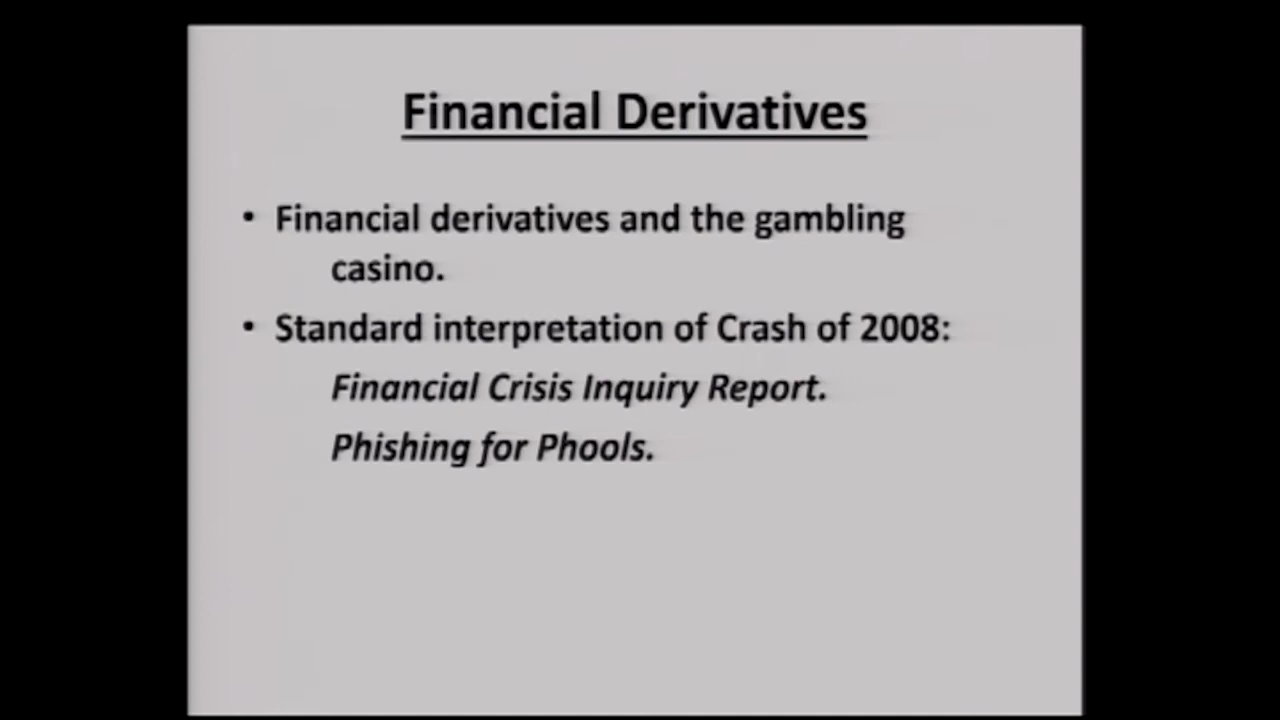 Financial Derivatives
• Financial derivatives and the gambling
casino.
• Standard interpretation of Crash of 2008:
Financial Crisis Inquiry Report.
Phishing for Phools.